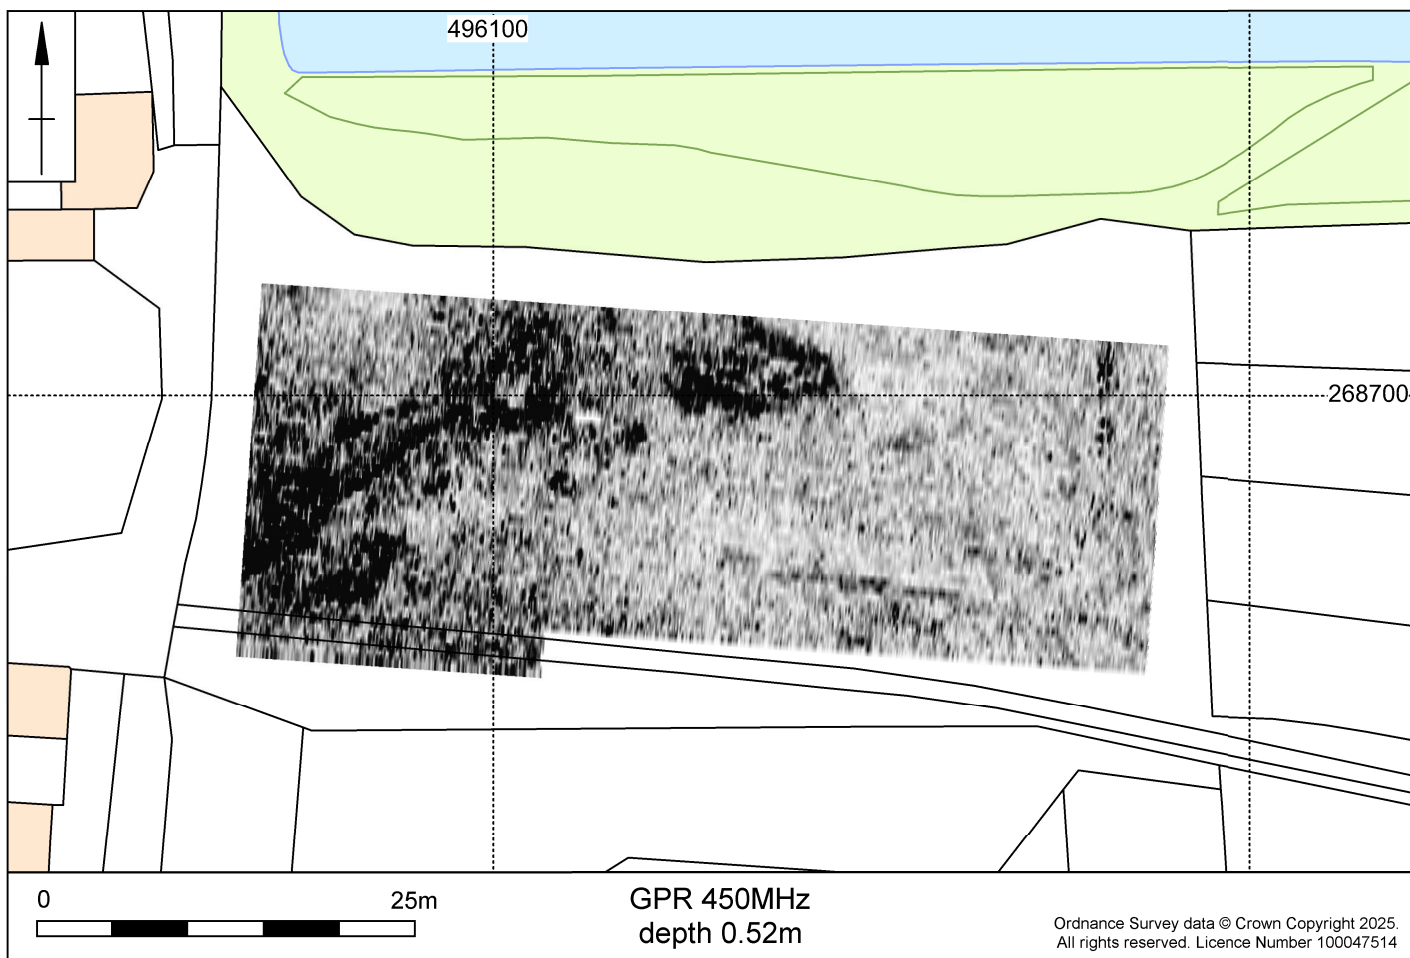 496100
268700
0 25m
GPR 450MHz
depth 0.52m
Ordnance Survey data © Crown Copyright 2025.
All rights reserved. Licence Number 100047514